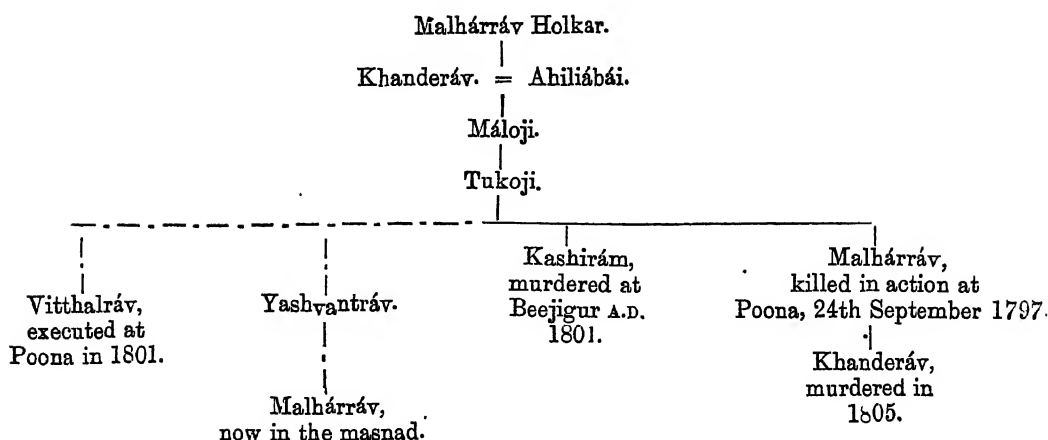 Malhárráv Holkar.
Khanderáv. = Ahiliábái.
Máloji.
Tukoji.
Vitthalráv,
executed at
Poona in 1801.
Yashvantráv.
Malhárráv,
now in the masnad.
Kashirám,
murdered at
Beejigur A.D.
1801.
Malhárráv,
killed in action at
Poona, 24th September 1797.
Khanderáv,
murdered in
1805.